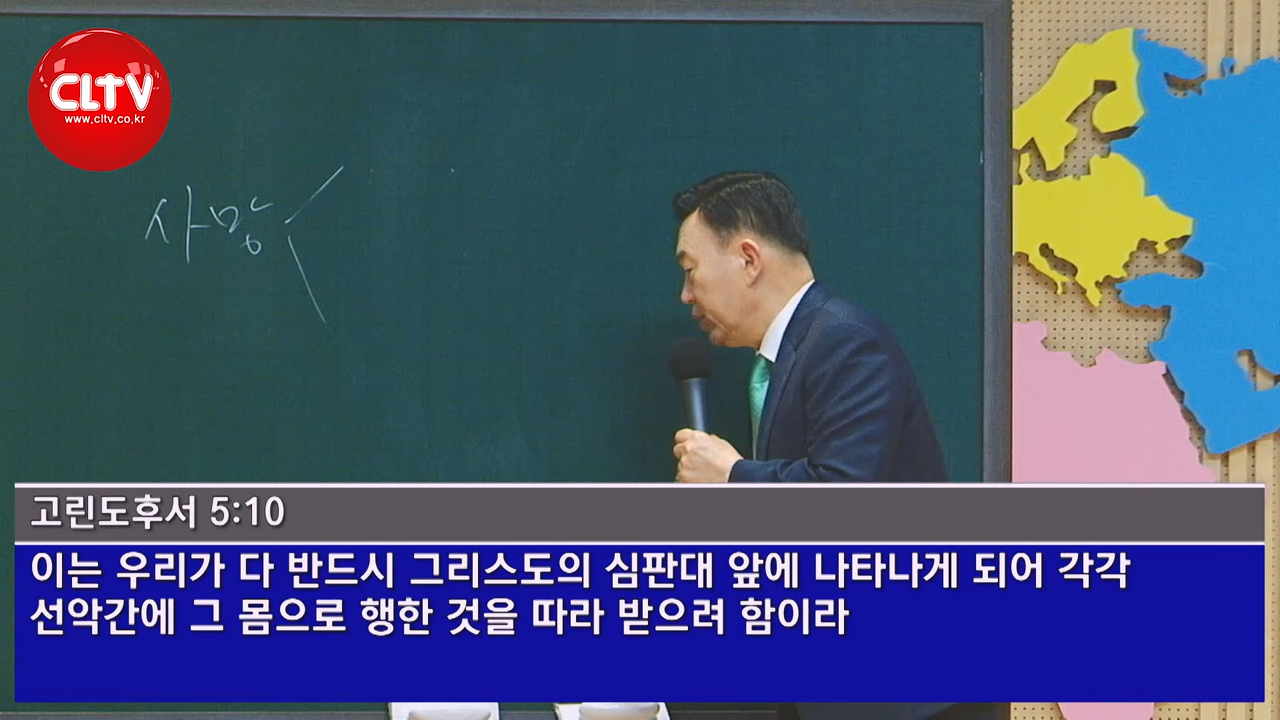 CLTV
www.cltv.co.kr
사망
고린도후서 5:10
이는 우리가 다 반드시 그리스도의 심판대 앞에 나타나게 되어 각각
선악간에 그 몸으로 행한 것을 따라 받으려 함이라